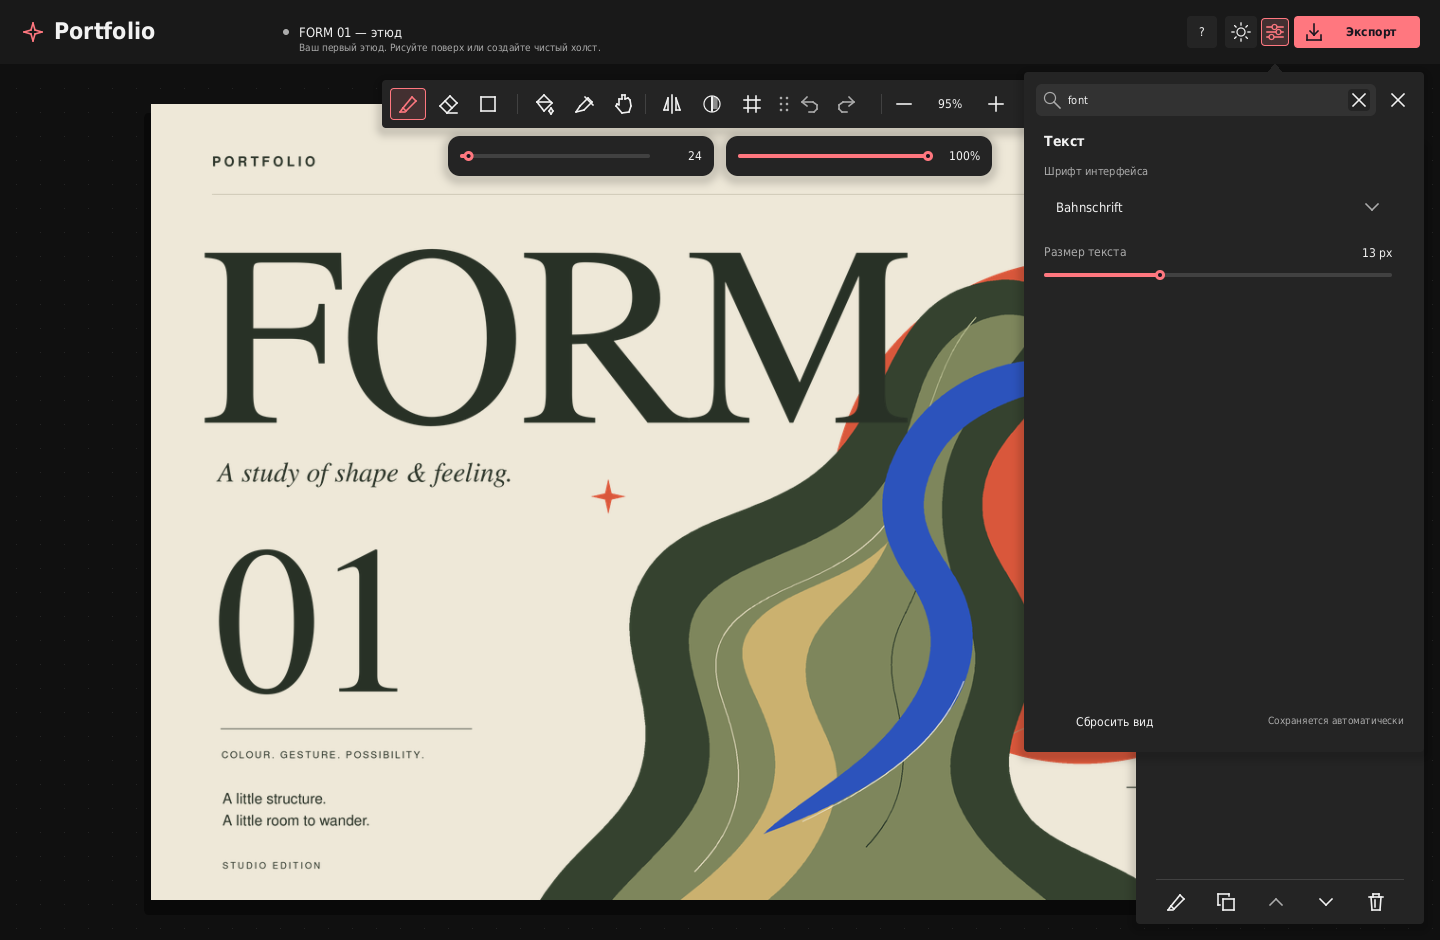 Portfolio
FORM 01 — этюд
Ваш первый этюд. Рисуйте поверх или создайте чистый холст.
?
Экспорт
95%
24
100%
font
Текст
Шрифт интерфейса
Bahnschrift
Размер текста
13 px
Сбросить вид
Сохраняется автоматически
PORTFOLIO
FORM
A study of shape & feeling.
01
COLOUR. GESTURE. POSSIBILITY.
A little structure.
A little room to wander.
STUDIO EDITION